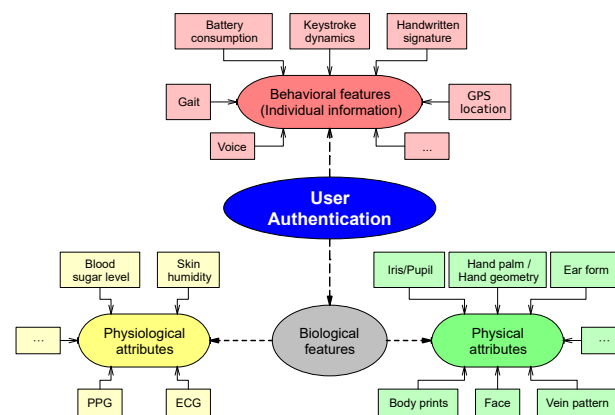 Battery
consumption
Keystroke
dynamics
Handwritten
signature
Gait
Behavioral features
(Individual information)
GPS
location
Voice
...
User
Authentication
Blood
sugar level
Skin
humidity
Iris/Pupil
Hand palm /
Hand geometry
Ear form
...
Physiological
attributes
Biological
features
Physical
attributes
...
PPG
ECG
Body prints
Face
Vein pattern